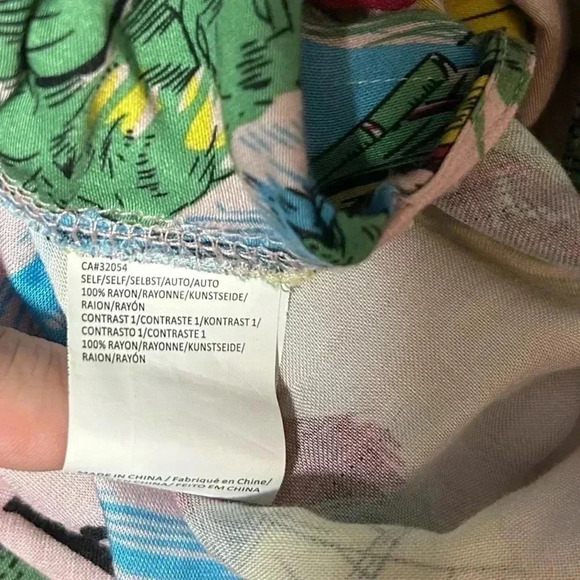 CA#32054
SELF/SELF/SELBST/AUTO/AUTO
100% RAYON/RAYONNE/KUNSTSEIDE/
RAION/RAYÓN
CONTRAST 1/CONTRASTE 1/KONTRAST 1/
CONTRASTO 1/CONTRASTE 1
100% RAYON/RAYONNE/KUNSTSEIDE/
RAION/RAYÓN
MADE IN CHINA / Fabriqué en Chine/
CHINA/ FEITO EM CHINA